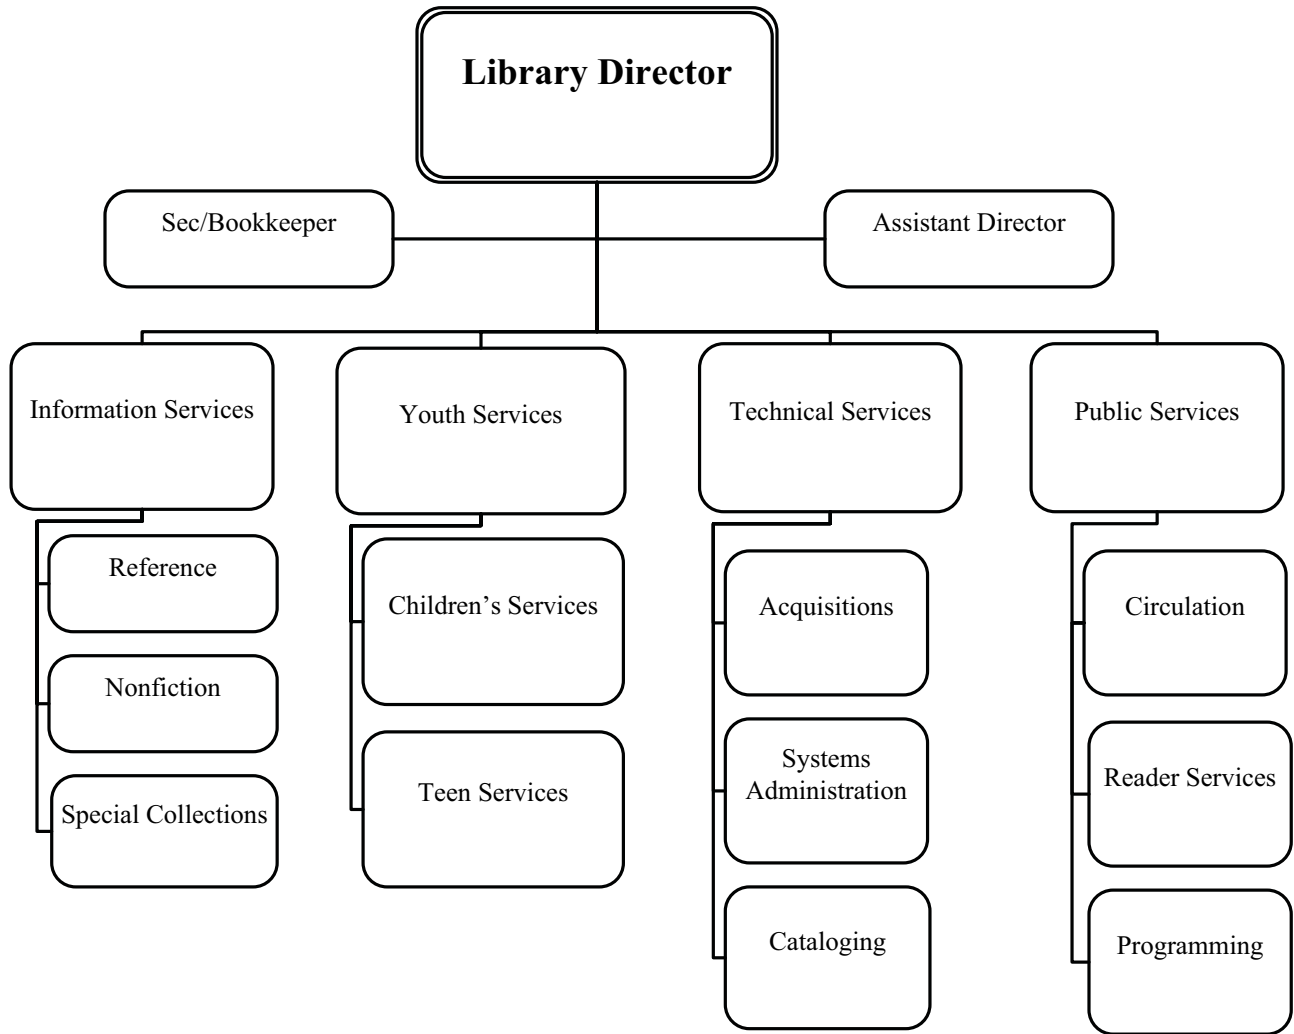 Library Director
Sec/Bookkeeper
Assistant Director
Information Services
Youth Services
Technical Services
Public Services
Reference
Nonfiction
Special Collections
Children’s Services
Teen Services
Acquisitions
Systems
Administration
Cataloging
Circulation
Reader Services
Programming